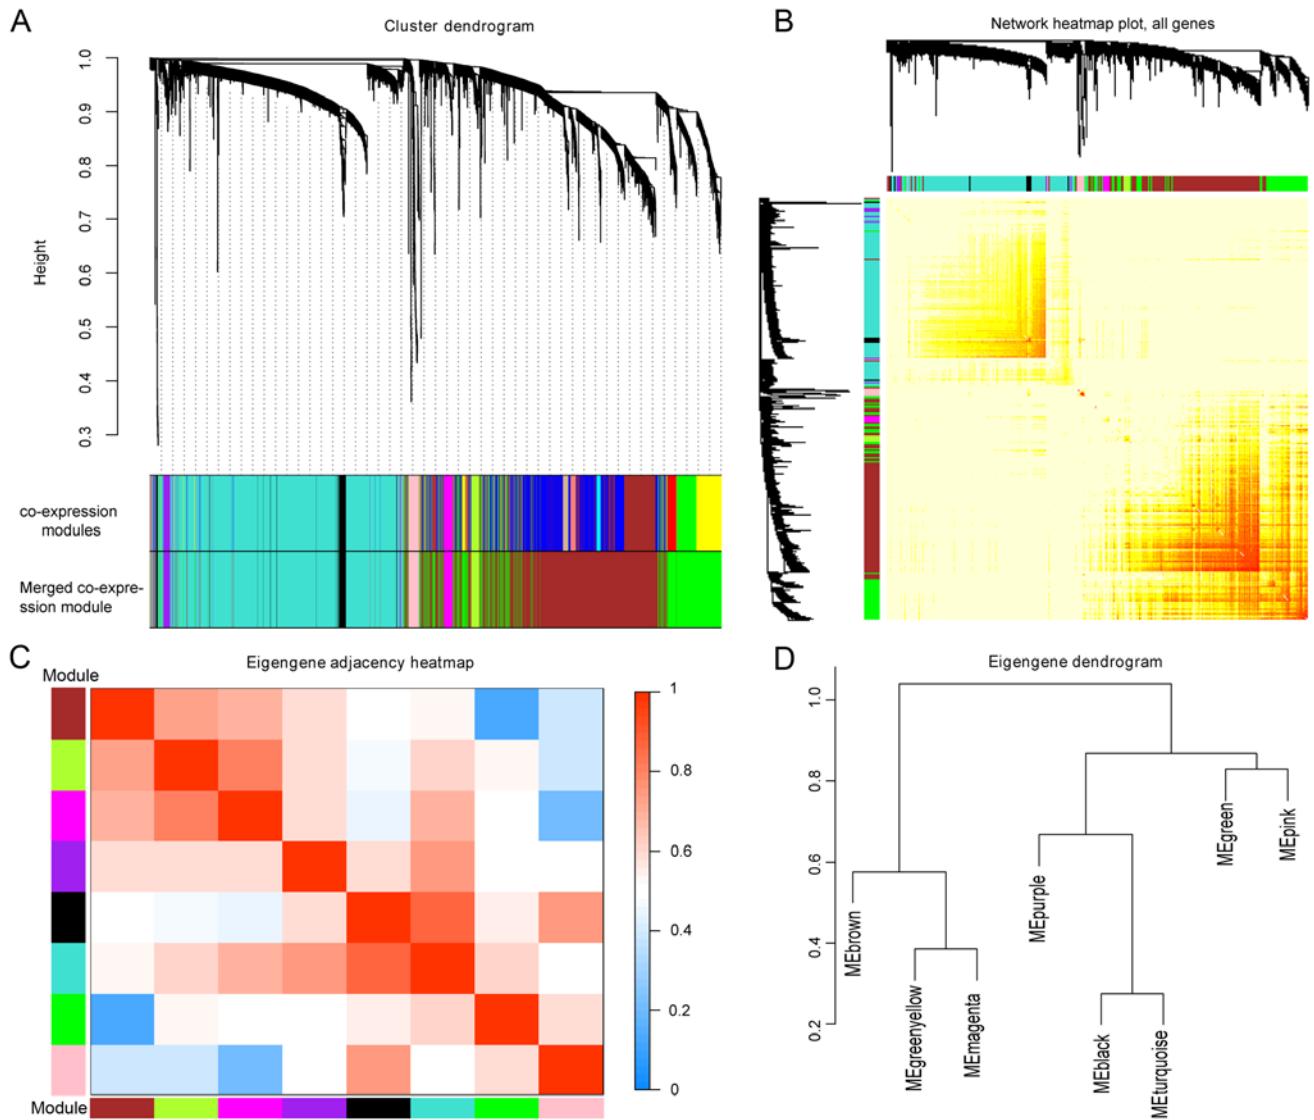 A
Cluster dendrogram
1.0
0.9
0.8
0.7
0.6
0.5
0.4
0.3
Height
co-expression
modules
Merged co-expre-
ssion module
B
Network heatmap plot, all genes
C
Eigengene adjacency heatmap
Module
1
0.8
0.6
0.4
0.2
0
Module
D
Eigengene dendrogram
1.0
0.8
0.6
0.4
0.2
MEbrown
MEgreenyellow
MEmagenta
MEpurple
MEblack
MEturquoise
MEgreen
MEpink